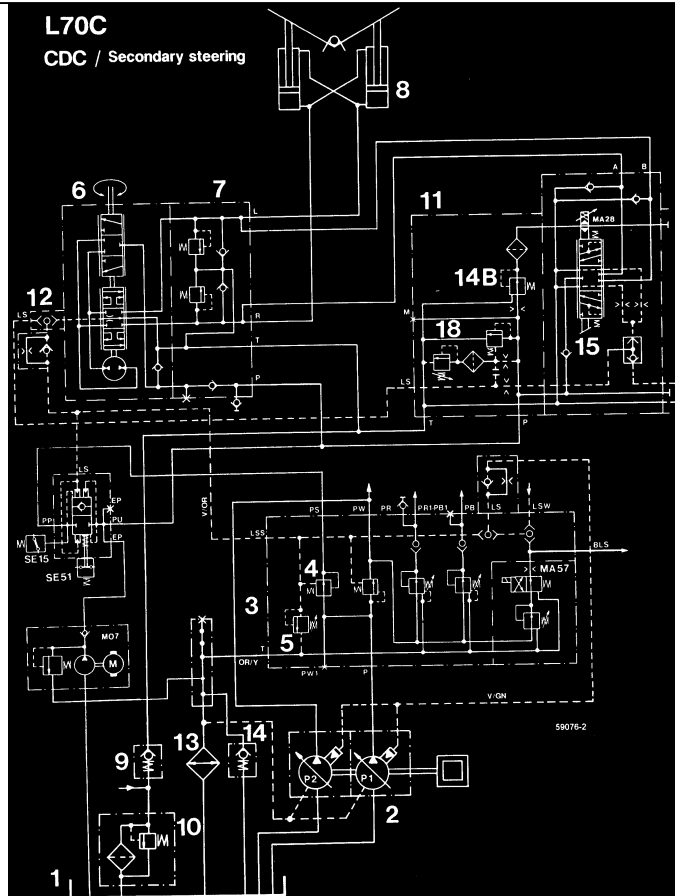 L70C
CDC / Secondary steering
8
A
B
6
7
11
MA28
L
14B
12
LS
M
R
18
15
T
LS
P
T
P
LS
EP
PP
PU
EP
V/GR
PS
PW
PR
PR1
PB1
PB
LS
LSW
LSS
BLS
SE15
4
MA57
SE51
3
5
MO7
T
OR/Y
PW1
P
V/GN
59076-2
13
14
9
P2
P1
M
2
10
1